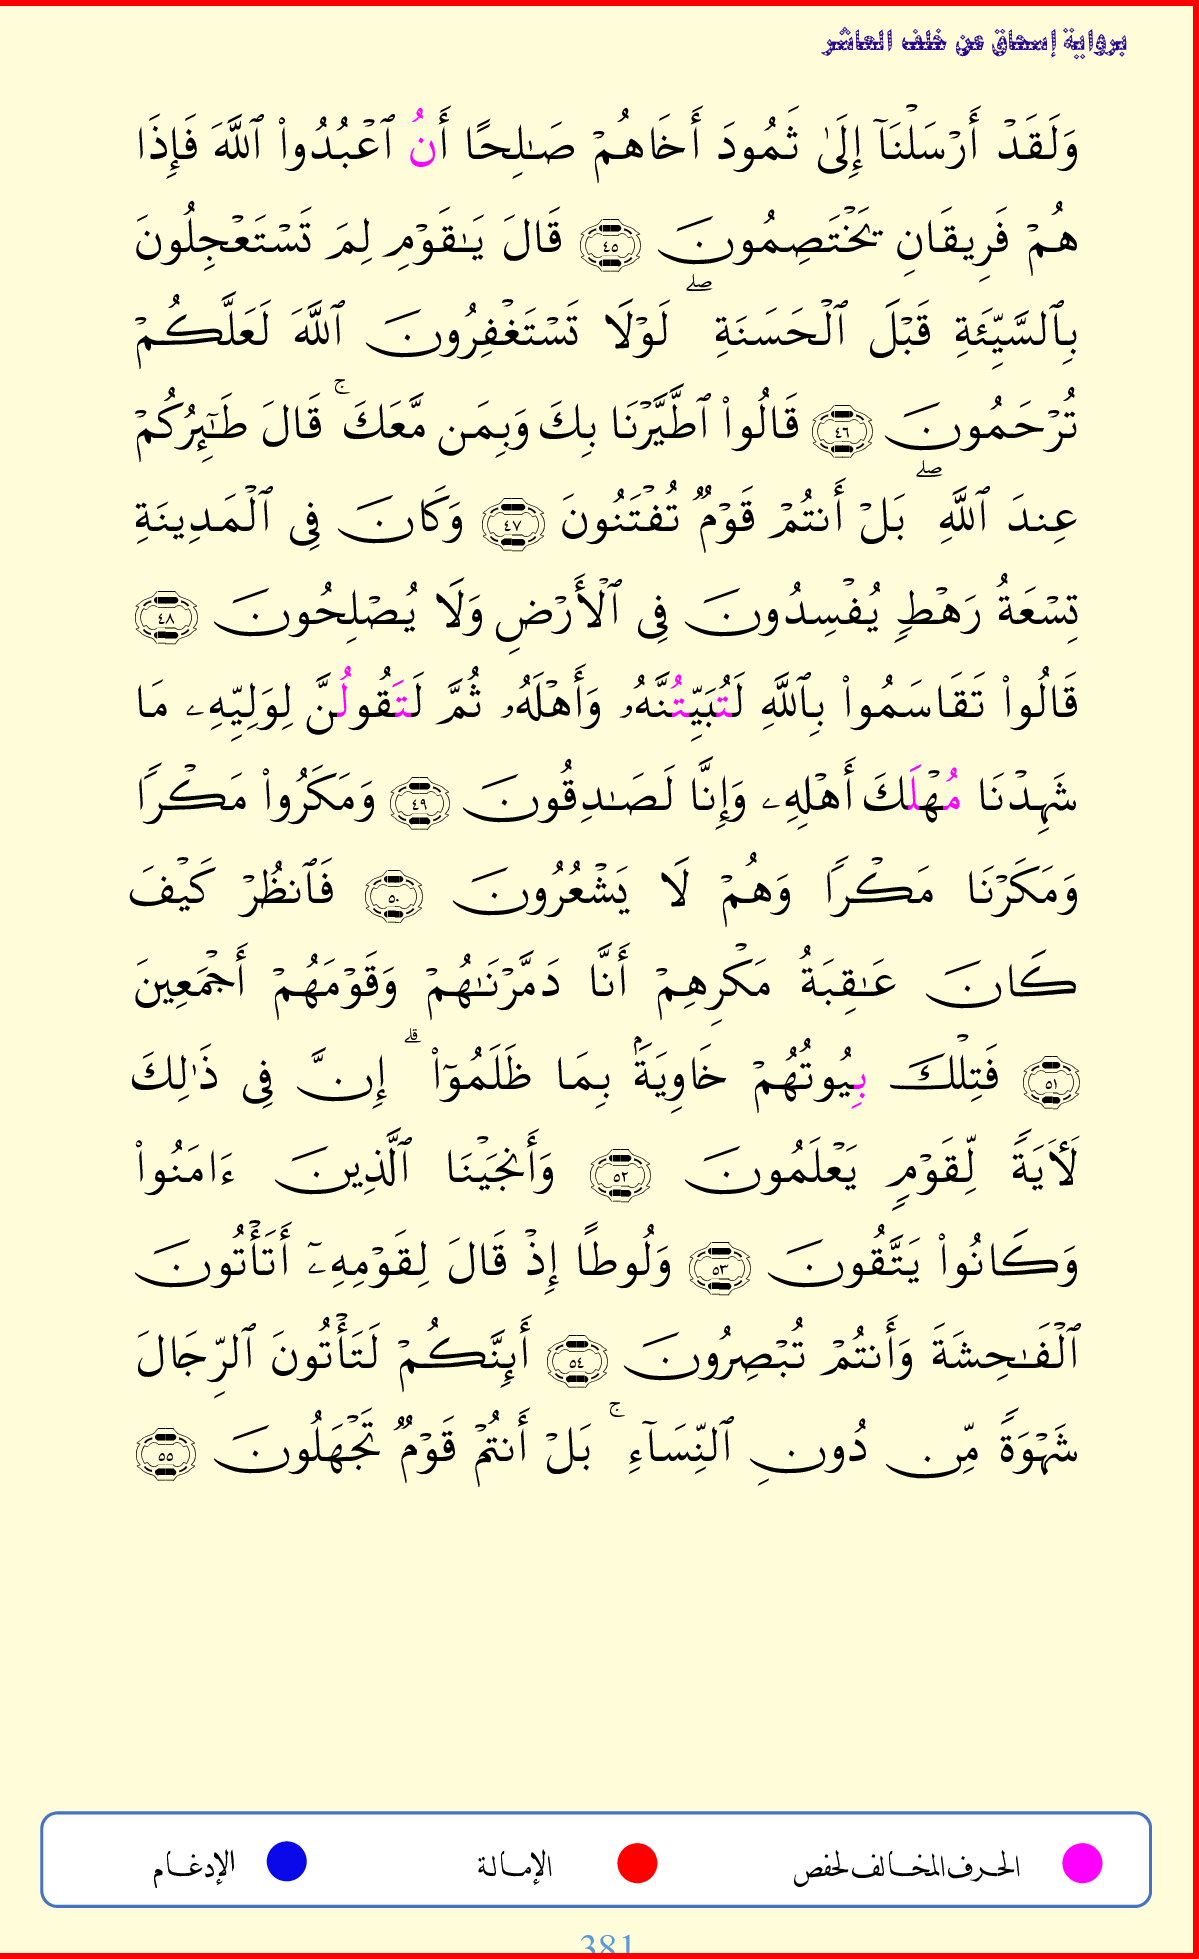 برواية إسحاق عن خلف العاشر
وَلَقَدْ أَرْسَلْنَآ إِلَىٰ ثَمُودَ أَخَاهُمْ صَٰلِحًا أَنُ ٱعْبُدُوا۟ ٱللَّهَ فَإِذَا
هُمْ فَرِيقَانِ يَخْتَصِمُونَ ٤٥ قَالَ يَٰقَوْمِ لِمَ تَسْتَعْجِلُونَ
بِٱلسَّيِّئَةِ قَبْلَ ٱلْحَسَنَةِ ۖ لَوْلَا تَسْتَغْفِرُونَ ٱللَّهَ لَعَلَّكُمْ
تُرْحَمُونَ ٤٦ قَالُوا۟ ٱطَّيَّرْنَا بِكَ وَبِمَن مَّعَكَ ۚ قَالَ طَٰٓئِرُكُمْ
عِندَ ٱللَّهِ ۖ بَلْ أَنتُمْ قَوْمٌ تُفْتَنُونَ ٤٧ وَكَانَ فِى ٱلْمَدِينَةِ
تِسْعَةُ رَهْطٍ يُفْسِدُونَ فِى ٱلْأَرْضِ وَلَا يُصْلِحُونَ ٤٨
قَالُوا۟ تَقَاسَمُوا۟ بِٱللَّهِ لَتُبَيِّتُنَّهُۥ وَأَهْلَهُۥ ثُمَّ لَتَقُولُنَّ لِوَلِيِّهِۦ مَا
شَهِدْنَا مُهْلَكَ أَهْلِهِۦ وَإِنَّا لَصَٰدِقُونَ ٤٩ وَمَكَرُوا۟ مَكْرًا
وَمَكَرْنَا مَكْرًا وَهُمْ لَا يَشْعُرُونَ ٥٠ فَٱنظُرْ كَيْفَ
كَانَ عَٰقِبَةُ مَكْرِهِمْ أَنَّا دَمَّرْنَٰهُمْ وَقَوْمَهُمْ أَجْمَعِينَ
٥١ فَتِلْكَ بِيُوتُهُمْ خَاوِيَةًۢ بِمَا ظَلَمُوٓا۟ ۗ إِنَّ فِى ذَٰلِكَ
لَأٓيَةً لِّقَوْمٍ يَعْلَمُونَ ٥٢ وَأَنجَيْنَا ٱلَّذِينَ ءَامَنُوا۟
وَكَانُوا۟ يَتَّقُونَ ٥٣ وَلُوطًا إِذْ قَالَ لِقَوْمِهِۦٓ أَتَأْتُونَ
ٱلْفَٰحِشَةَ وَأَنتُمْ تُبْصِرُونَ ٥٤ أَئِنَّكُمْ لَتَأْتُونَ ٱلرِّجَالَ
شَهْوَةً مِّن دُونِ ٱلنِّسَآءِ ۚ بَلْ أَنتُمْ قَوْمٌ تَجْهَلُونَ ٥٥
الحرف المخالف لحفص الإمالة الإدغام
381